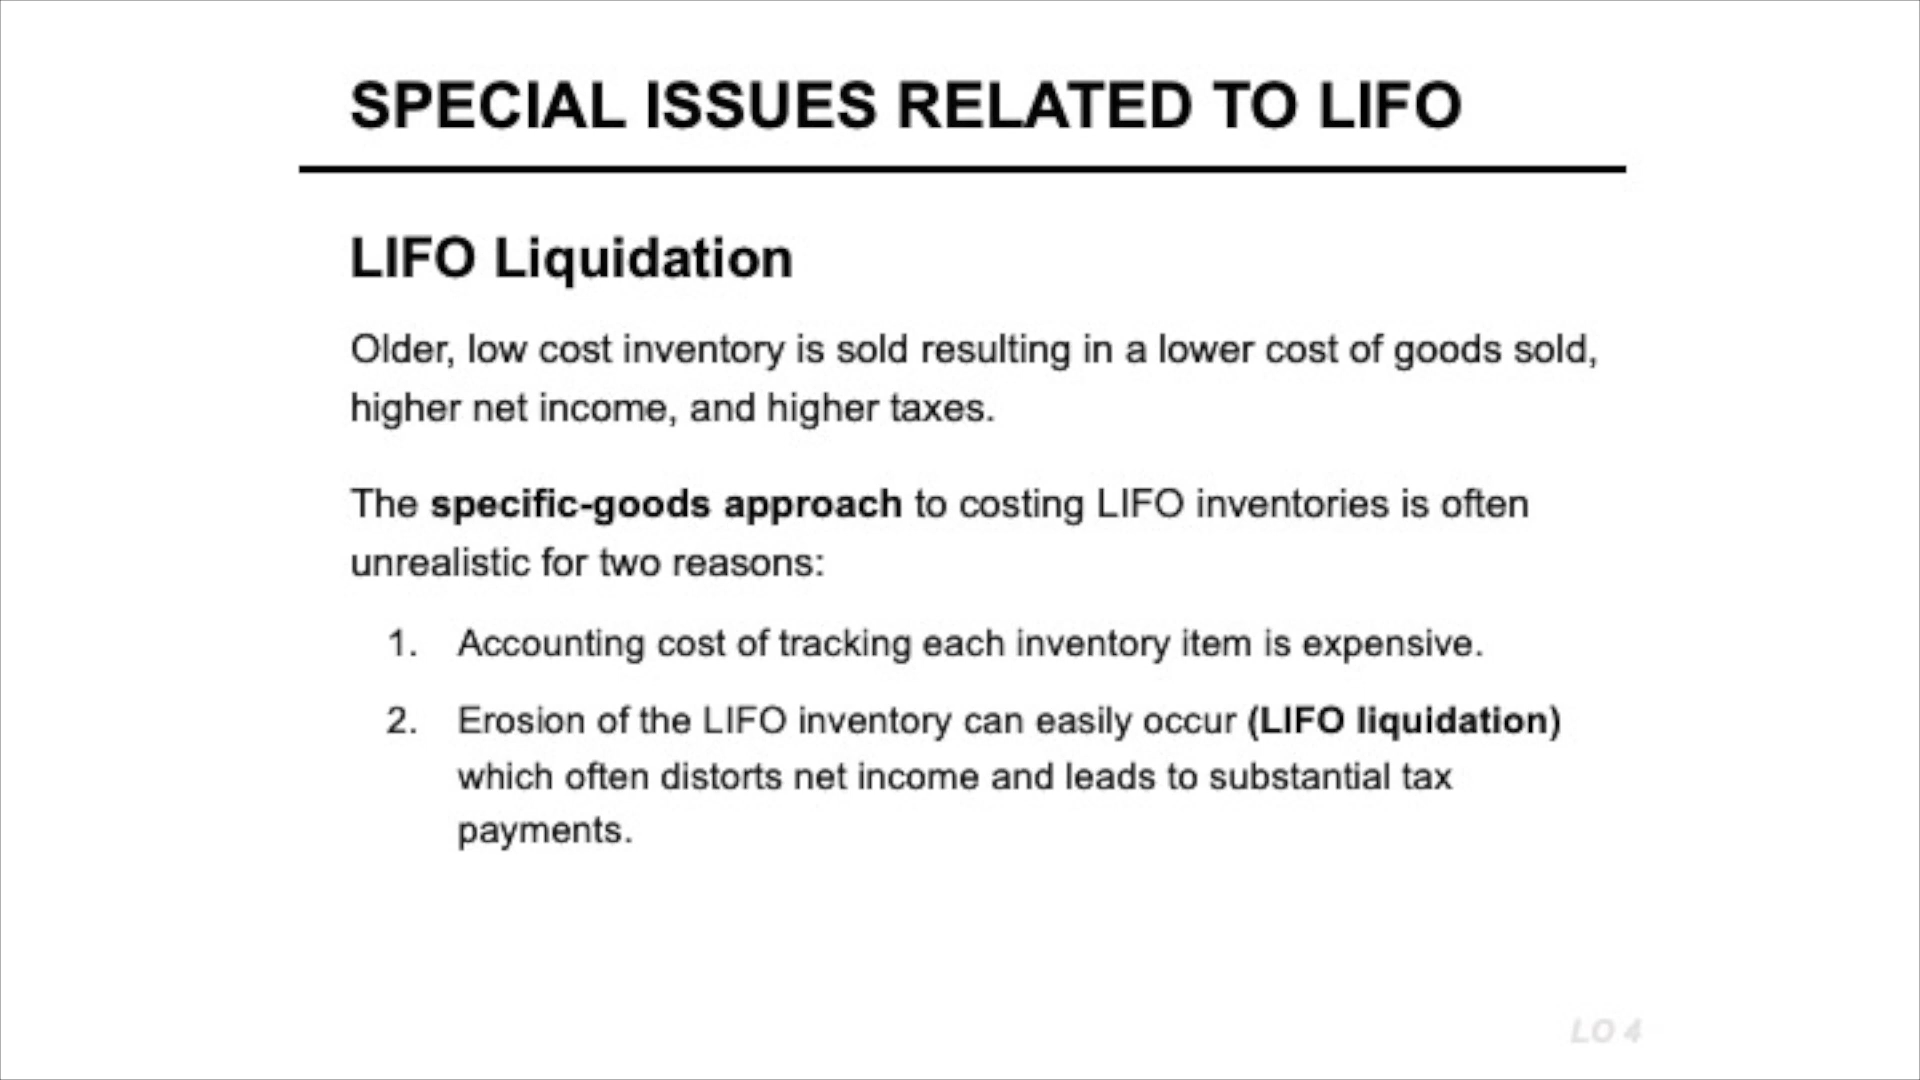 SPECIAL ISSUES RELATED TO LIFO
LIFO Liquidation
Older, low cost inventory is sold resulting in a lower cost of goods sold,
higher net income, and higher taxes.
The specific-goods approach to costing LIFO inventories is often
unrealistic for two reasons:
1. Accounting cost of tracking each inventory item is expensive.
2. Erosion of the LIFO inventory can easily occur (LIFO liquidation)
which often distorts net income and leads to substantial tax
payments.
LO 4